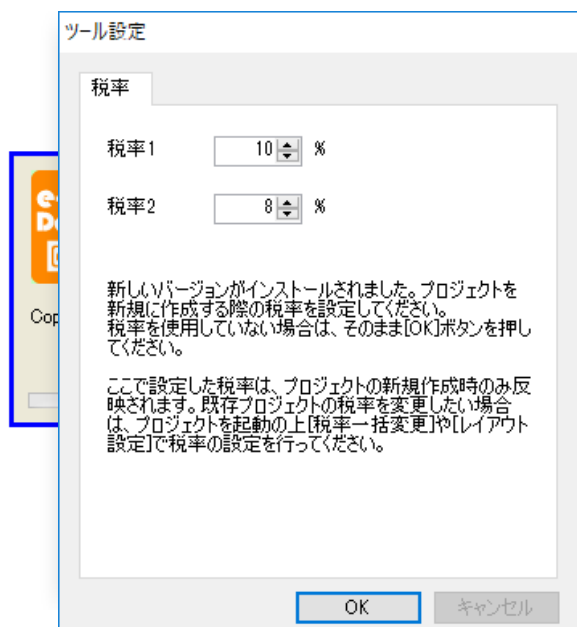 ツール設定
税率
税率1 10 %
税率2 8 %
新しいバージョンがインストールされました。プロジェクトを
新規に作成する際の税率を設定してください。
税率を使用していない場合は、そのまま[OK]ボタンを押し
てください。
ここで設定した税率は、プロジェクトの新規作成時のみ反
映されます。既存プロジェクトの税率を変更したい場合
は、プロジェクトを起動の上[税率一括変更]や[レイアウト
設定]で税率の設定を行ってください。
Cop
OK キャンセル